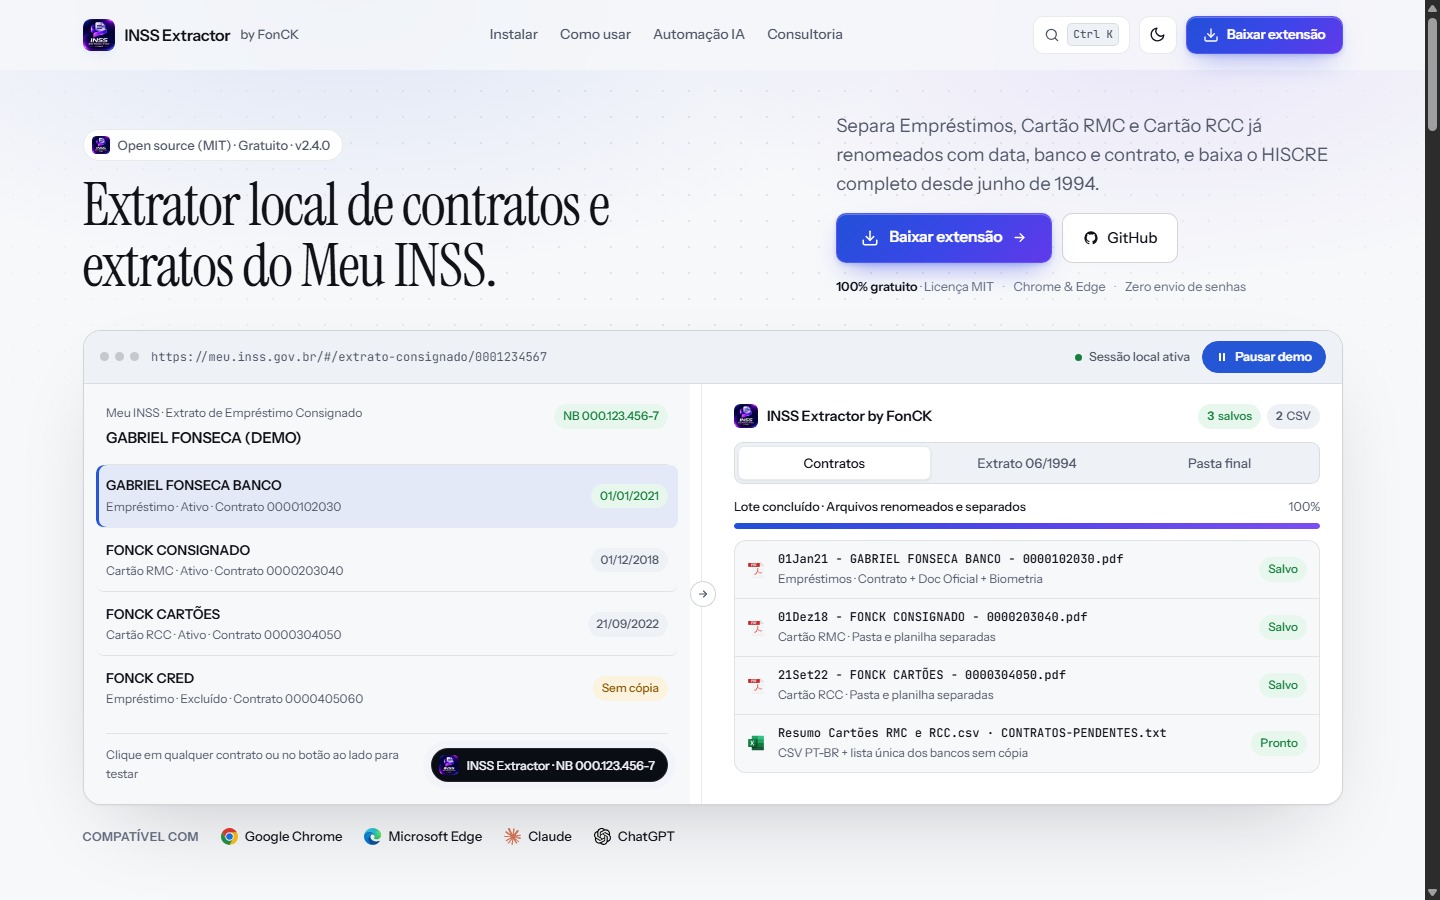 INSS Extractor by FonCK
Instalar
Como usar
Automação IA
Consultoria
Ctrl K
Baixar extensão
Open source (MIT) · Gratuito · v2.4.0
Extrator local de contratos e
extratos do Meu INSS.
Separa Empréstimos, Cartão RMC e Cartão RCC já
renomeados com data, banco e contrato, e baixa o HISCRE
completo desde junho de 1994.
Baixar extensão →
GitHub
100% gratuito · Licença MIT · Chrome & Edge · Zero envio de senhas
https://meu.inss.gov.br/#/extrato-consignado/0001234567
Sessão local ativa
Pausar demo
Meu INSS · Extrato de Empréstimo Consignado
GABRIEL FONSECA (DEMO)
NB 000.123.456-7
GABRIEL FONSECA BANCO
Empréstimo · Ativo · Contrato 0000102030
01/01/2021
FONCK CONSIGNADO
Cartão RMC · Ativo · Contrato 0000203040
01/12/2018
FONCK CARTÕES
Cartão RCC · Ativo · Contrato 0000304050
21/09/2022
FONCK CRED
Empréstimo · Excluído · Contrato 0000405060
Sem cópia
Clique em qualquer contrato ou no botão ao lado para
testar
INSS Extractor · NB 000.123.456-7
INSS Extractor by FonCK
3 salvos
2 CSV
Contratos
Extrato 06/1994
Pasta final
Lote concluído · Arquivos renomeados e separados
100%
01Jan21 - GABRIEL FONSECA BANCO - 0000102030.pdf
Empréstimos · Contrato + Doc Oficial + Biometria
Salvo
01Dez18 - FONCK CONSIGNADO - 0000203040.pdf
Cartão RMC · Pasta e planilha separadas
Salvo
21Set22 - FONCK CARTÕES - 0000304050.pdf
Cartão RCC · Pasta e planilha separadas
Salvo
Resumo Cartões RMC e RCC.csv · CONTRATOS-PENDENTES.txt
CSV PT-BR + lista única dos bancos sem cópia
Pronto
COMPATÍVEL COM
Google Chrome
Microsoft Edge
Claude
ChatGPT